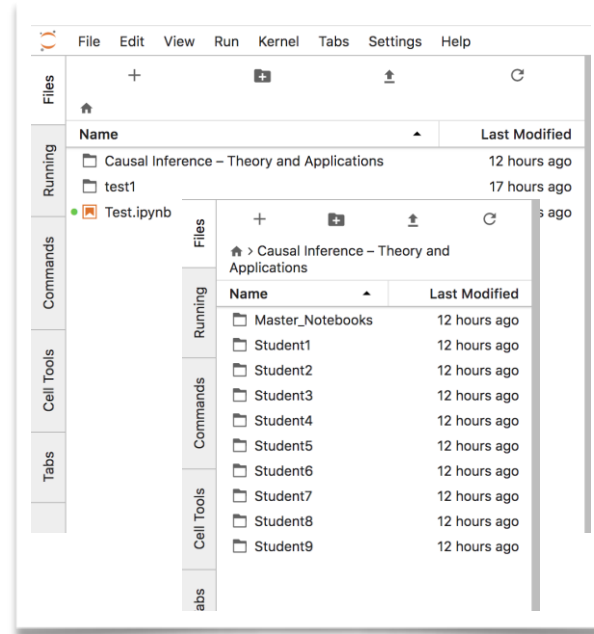 File Edit View Run Kernel Tabs Settings Help
Files
Running
Commands
Cell Tools
Tabs
Name Last Modified
Causal Inference – Theory and Applications 12 hours ago
test1 17 hours ago
Test.ipynb s ago
Files
Running
Commands
Cell Tools
abs
> Causal Inference – Theory and
Applications
Name Last Modified
Master_Notebooks 12 hours ago
Student1 12 hours ago
Student2 12 hours ago
Student3 12 hours ago
Student4 12 hours ago
Student5 12 hours ago
Student6 12 hours ago
Student7 12 hours ago
Student8 12 hours ago
Student9 12 hours ago